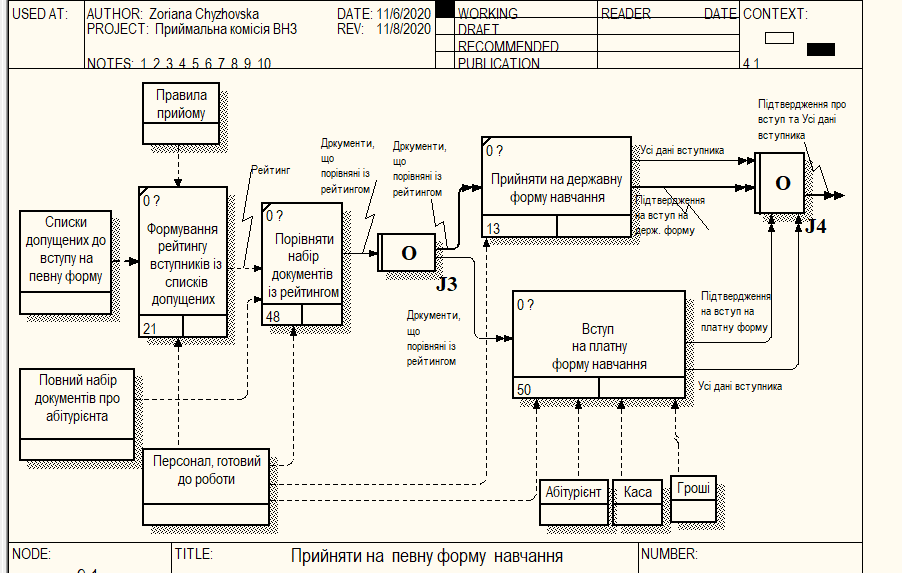 USED AT:
AUTHOR: Zoriana Chyzhovska
DATE: 11/6/2020
PROJECT: Приймальна комісія ВНЗ
REV: 11/8/2020
NOTES: 1 2 3 4 5 6 7 8 9 10
WORKING
DRAFT
RECOMMENDED
PUBLICATION
READER
DATE
CONTEXT:
4.1
Правила
прийому
Списки
допущених до
вступу на
певну форму
0 ?
Формування
рейтингу
вступників із
списків
допущених
21
Рейтинг
0 ?
Порівняти
набір
документів
із рейтингом
48
Дркументи,
що
порівняні із
рейтингом
Дркументи,
що
порівняні із
рейтингом
O
J3
Дркументи,
що
порівняні із
рейтингом
0 ?
Прийняти на державну
форму навчання
13
Усі дані вступника
Підтвердження
на вступ на
держ. форму
Підтвердження про
вступ та Усі дані
вступника
O
J4
0 ?
Вступ
на платну
форму навчання
50
Підтвердження
на вступ на
платну форму
Усі дані вступника
Повний набір
документів про
абітурієнта
Персонал, готовий
до роботи
Абітурієнт
Каса
Гроші
NODE:
TITLE:
Прийняти на певну форму навчання
NUMBER: